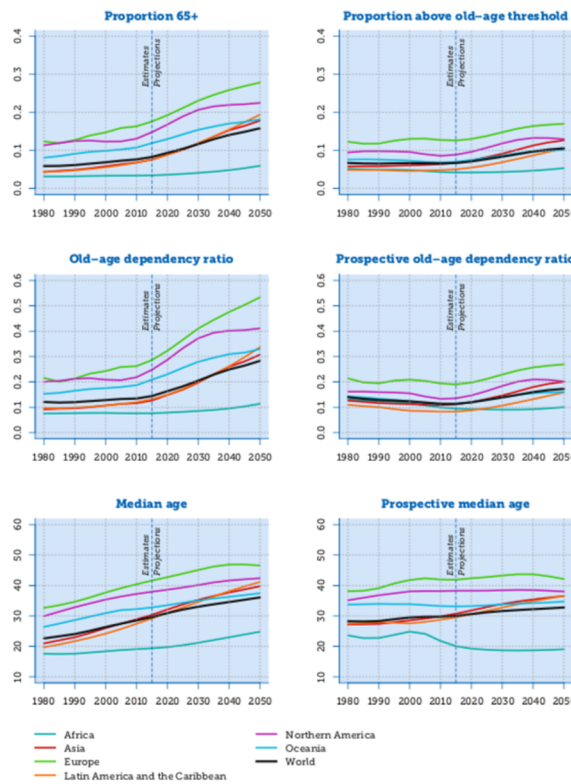 Proportion 65+
Proportion above old-age threshold
0.4
0.3
0.2
0.1
0.0
Estimates
Projections
1980 1990 2000 2010 2020 2030 2040 2050
0.4
0.3
0.2
0.1
0.0
Estimates
Projections
1980 1990 2000 2010 2020 2030 2040 2050
Old-age dependency ratio
Prospective old-age dependency ratio
0.6
0.5
0.4
0.3
0.2
0.1
0.0
Estimates
Projections
1980 1990 2000 2010 2020 2030 2040 2050
0.6
0.5
0.4
0.3
0.2
0.1
0.0
Estimates
Projections
1980 1990 2000 2010 2020 2030 2040 2050
Median age
Prospective median age
60
50
40
30
20
10
Estimates
Projections
1980 1990 2000 2010 2020 2030 2040 2050
60
50
40
30
20
10
Estimates
Projections
1980 1990 2000 2010 2020 2030 2040 2050
Africa
Asia
Europe
Latin America and the Caribbean
Northern America
Oceania
World